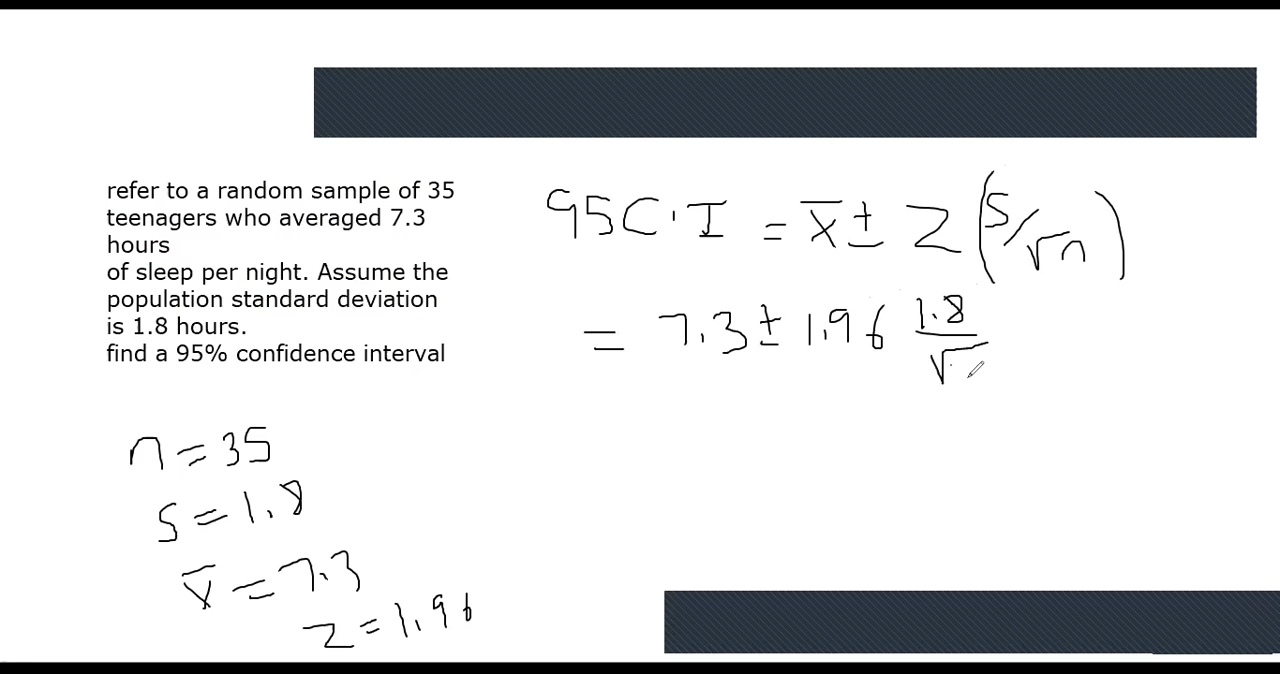 refer to a random sample of 35
teenagers who averaged 7.3
hours
of sleep per night. Assume the
population standard deviation
is 1.8 hours.
find a 95% confidence interval
n = 35
S = 1.8
x̅ = 7.3
Z = 1.96
95 C.I = x̅ ± Z (S/√n)
= 7.3 ± 1.96 1.8/√